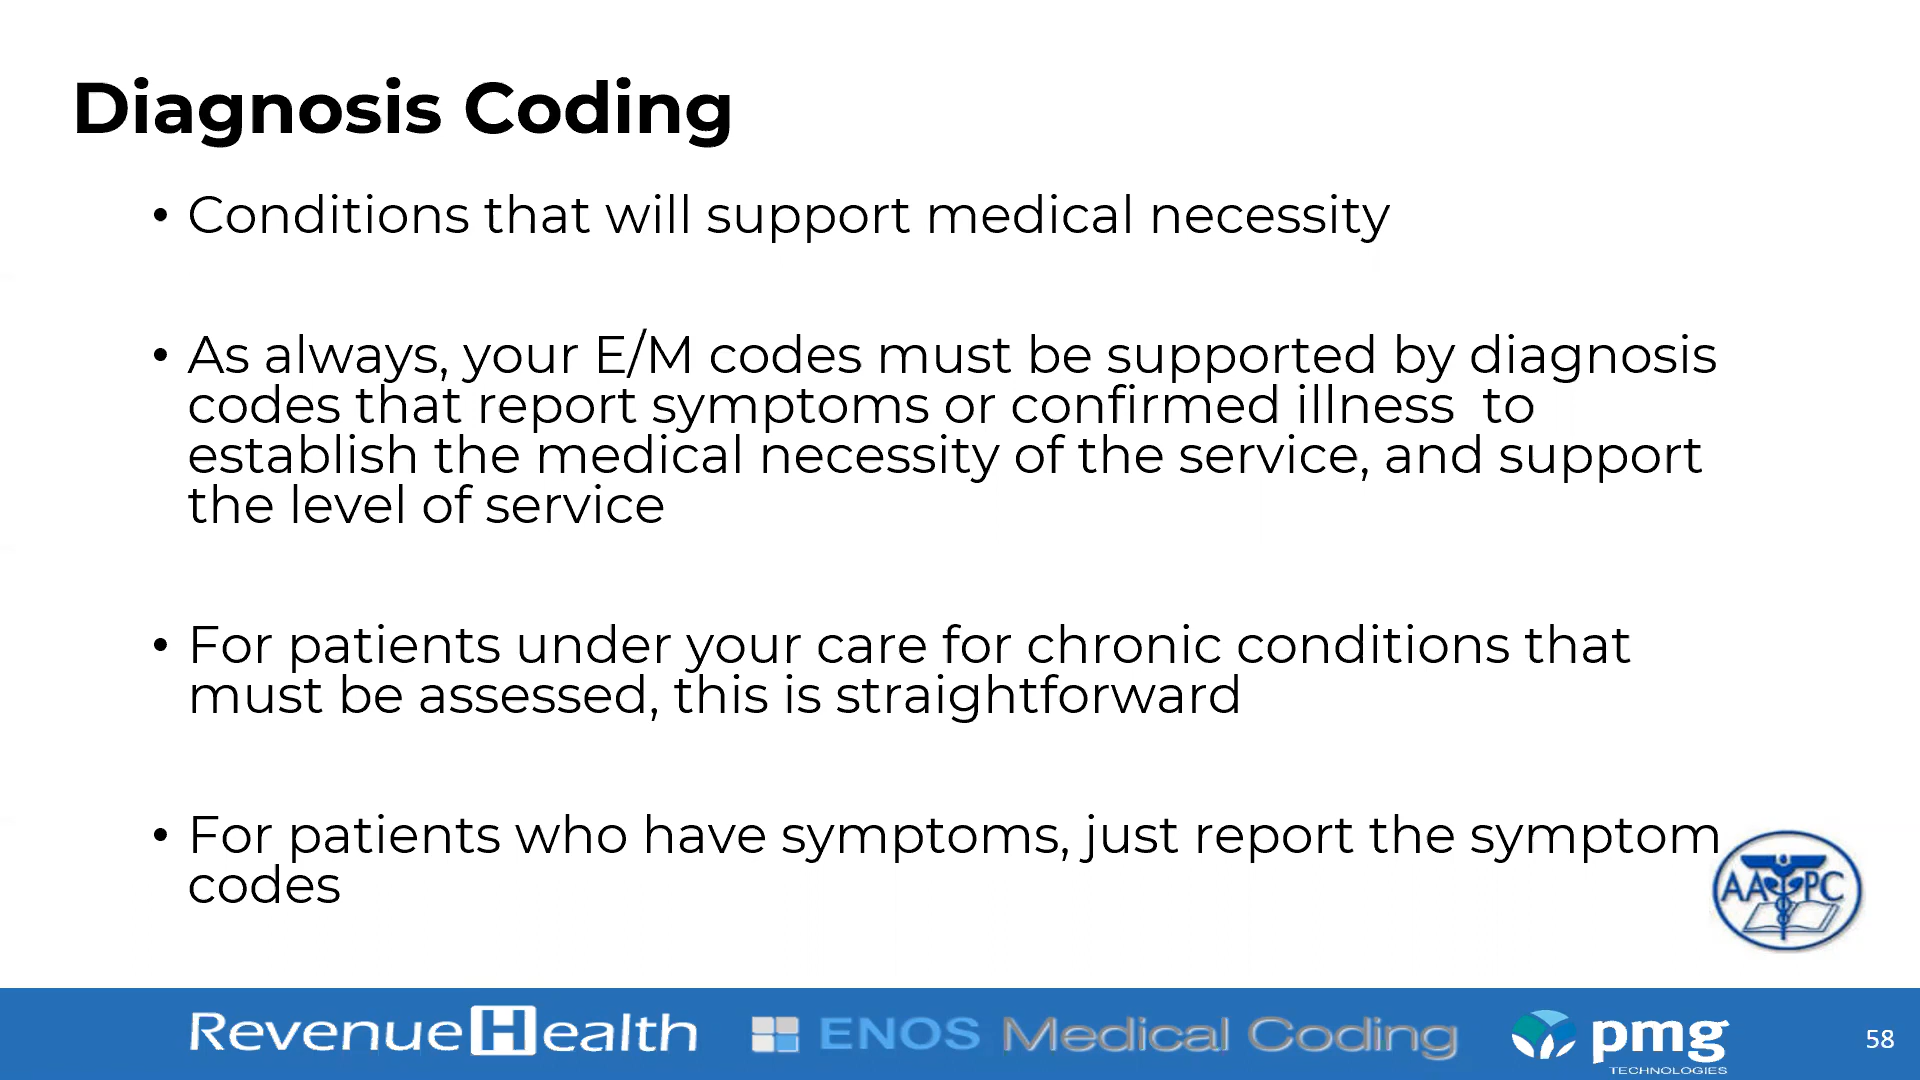 Diagnosis Coding
• Conditions that will support medical necessity
• As always, your E/M codes must be supported by diagnosis
codes that report symptoms or confirmed illness  to
establish the medical necessity of the service, and support
the level of service
• For patients under your care for chronic conditions that
must be assessed, this is straightforward
• For patients who have symptoms, just report the symptom
codes
AAPC
RevenueHealth
ENOS Medical Coding
pmg
TECHNOLOGIES
58